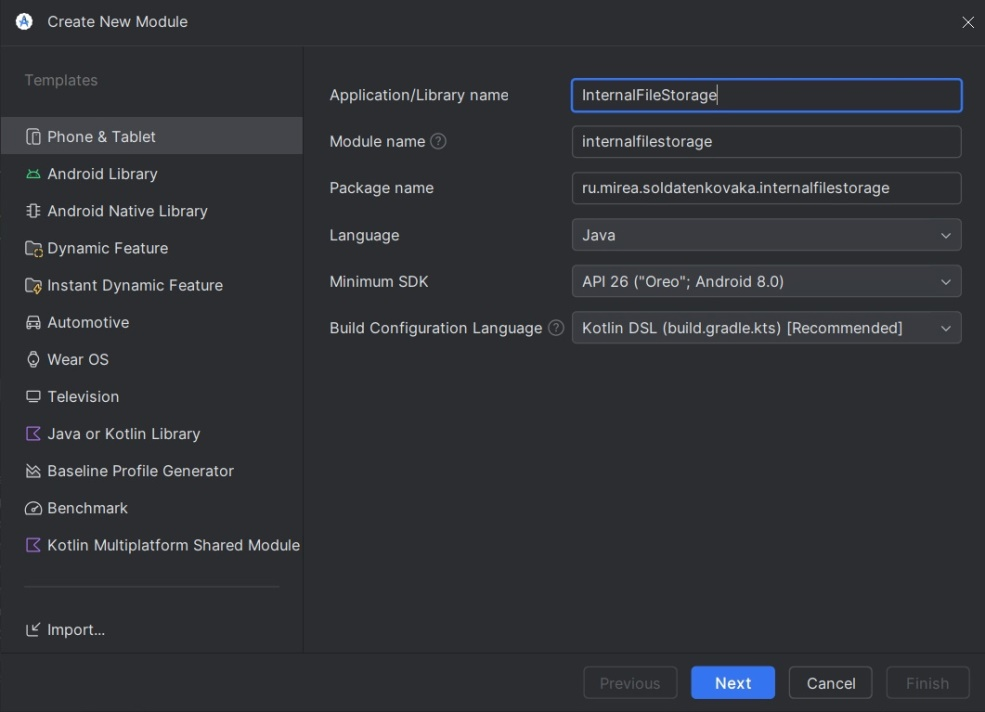 Create New Module
Templates
Phone & Tablet
Android Library
Android Native Library
Dynamic Feature
Instant Dynamic Feature
Automotive
Wear OS
Television
Java or Kotlin Library
Baseline Profile Generator
Benchmark
Kotlin Multiplatform Shared Module
Import...
Application/Library name InternalFileStorage
Module name ? internalfilestorage
Package name ru.mirea.soldatenkovaka.internalfilestorage
Language Java
Minimum SDK API 26 ("Oreo"; Android 8.0)
Build Configuration Language ? Kotlin DSL (build.gradle.kts) [Recommended]
Previous Next Cancel Finish